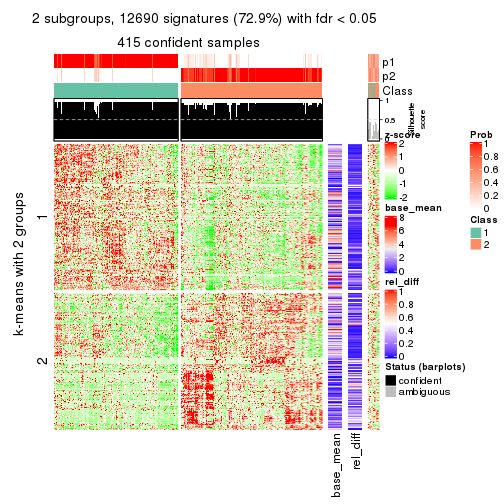 2 subgroups, 12690 signatures (72.9%) with fdr < 0.05
415 confident samples
p1
p2
Class
1
0.5
0
Silhouette
score
k-means with 2 groups
1
2
base_mean
rel_diff
z-score
2
1
0
-1
-2
base_mean
8
6
4
2
0
rel_diff
1
0.8
0.6
0.4
0.2
0
Status (barplots)
confident
ambiguous
Prob
1
0.8
0.6
0.4
0.2
0
Class
1
2